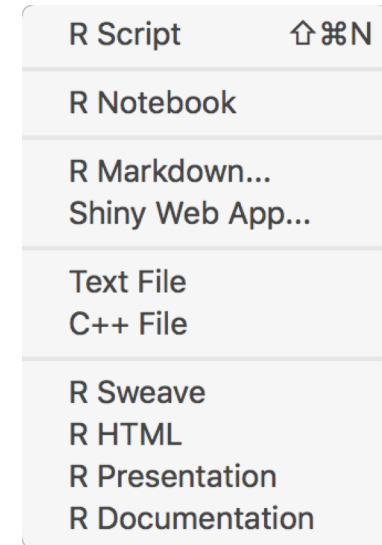 R Script ⇧⌘N
R Notebook
R Markdown...
Shiny Web App...
Text File
C++ File
R Sweave
R HTML
R Presentation
R Documentation